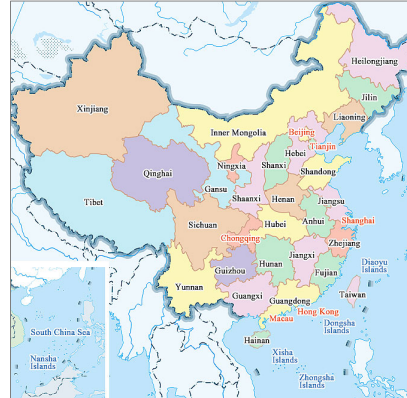 Heilongjiang
Jilin
Xinjiang
Liaoning
Inner Mongolia
Beijing
Tianjin
Hebei
Ningxia
Shanxi
Shandong
Qinghai
Gansu
Tibet
Shaanxi
Henan
Jiangsu
Sichuan
Hubei
Anhui
Shanghai
Chongqing
Zhejiang
Jiangxi
Hunan
Diaoyu
Islands
Guizhou
Fujian
Yunnan
Taiwan
Guangxi
Guangdong
Hong Kong
Macau
Dongsha
Islands
South China Sea
Hainan
Nansha
Islands
Xisha
Islands
Zhongsha
Islands